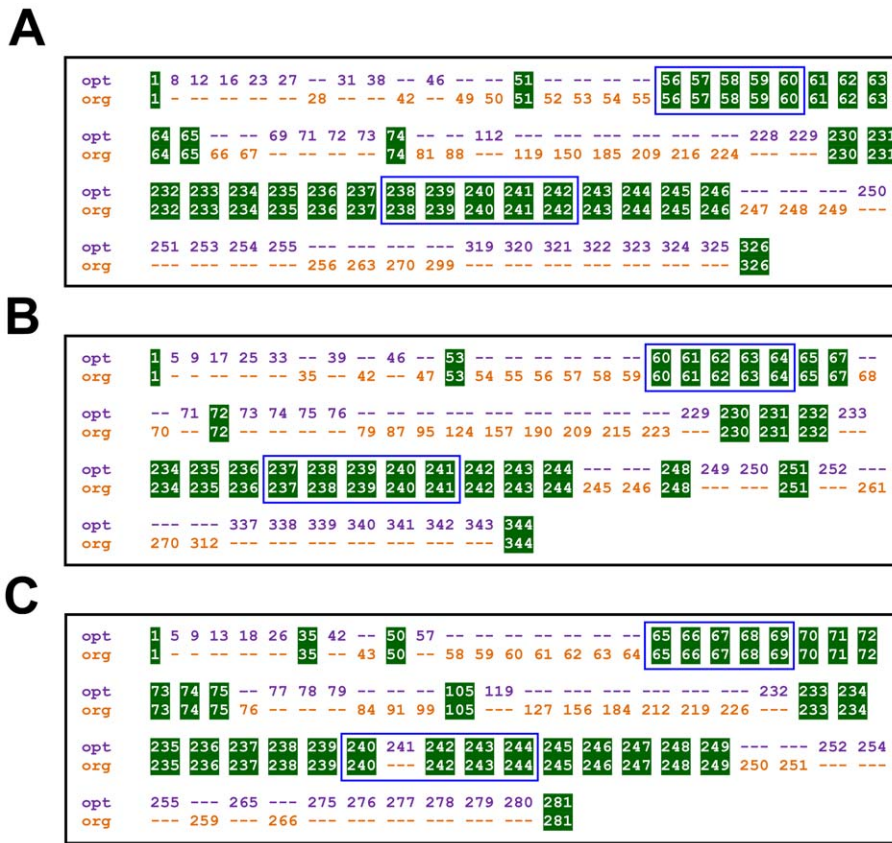 A
opt 1 8 12 16 23 27 -- 31 38 -- 46 -- -- 51 -- -- -- -- 56 57 58 59 60 61 62 63
org 1 - -- -- -- -- 28 -- -- 42 -- 49 50 51 52 53 54 55 56 57 58 59 60 61 62 63
opt 64 65 -- -- 69 71 72 73 74 -- -- 112 --- --- --- --- --- --- 228 229 230 231
org 64 65 66 67 -- -- -- -- 74 81 88 --- 119 150 185 209 216 224 --- --- 230 231
opt 232 233 234 235 236 237 238 239 240 241 242 243 244 245 246 --- --- --- 250
org 232 233 234 235 236 237 238 239 240 241 242 243 244 245 246 247 248 249 ---
opt 251 253 254 255 --- --- --- --- 319 320 321 322 323 324 325 326
org --- --- --- --- 256 263 270 299 --- --- --- --- --- --- --- 326
B
opt 1 5 9 17 25 33 -- 39 -- 46 -- 53 -- -- -- -- -- -- 60 61 62 63 64 65 67 --
org 1 - - -- -- -- 35 -- 42 -- 47 53 54 55 56 57 58 59 60 61 62 63 64 65 67 68
opt -- 71 72 73 74 75 76 -- -- -- --- --- --- --- --- --- 229 230 231 232 233
org 70 -- 72 -- -- -- -- 79 87 95 124 157 190 209 215 223 --- 230 231 232 ---
opt 234 235 236 237 238 239 240 241 242 243 244 --- --- 248 249 250 251 252 ---
org 234 235 236 237 238 239 240 241 242 243 244 245 246 248 --- --- 251 --- 261
opt --- --- 337 338 339 340 341 342 343 344
org 270 312 --- --- --- --- --- --- --- 344
C
opt 1 5 9 13 18 26 35 42 -- 50 57 -- -- -- -- -- -- -- 65 66 67 68 69 70 71 72
org 1 - - -- -- -- 35 -- 43 50 -- 58 59 60 61 62 63 64 65 66 67 68 69 70 71 72
opt 73 74 75 -- 77 78 79 -- -- -- 105 119 --- --- --- --- --- --- 232 233 234
org 73 74 75 76 -- -- -- 84 91 99 105 --- 127 156 184 212 219 226 --- 233 234
opt 235 236 237 238 239 240 241 242 243 244 245 246 247 248 249 --- --- 252 254
org 235 236 237 238 239 240 --- 242 243 244 245 246 247 248 249 250 251 --- ---
opt 255 --- 265 --- 275 276 277 278 279 280 281
org --- 259 --- 266 --- --- --- --- --- --- 281